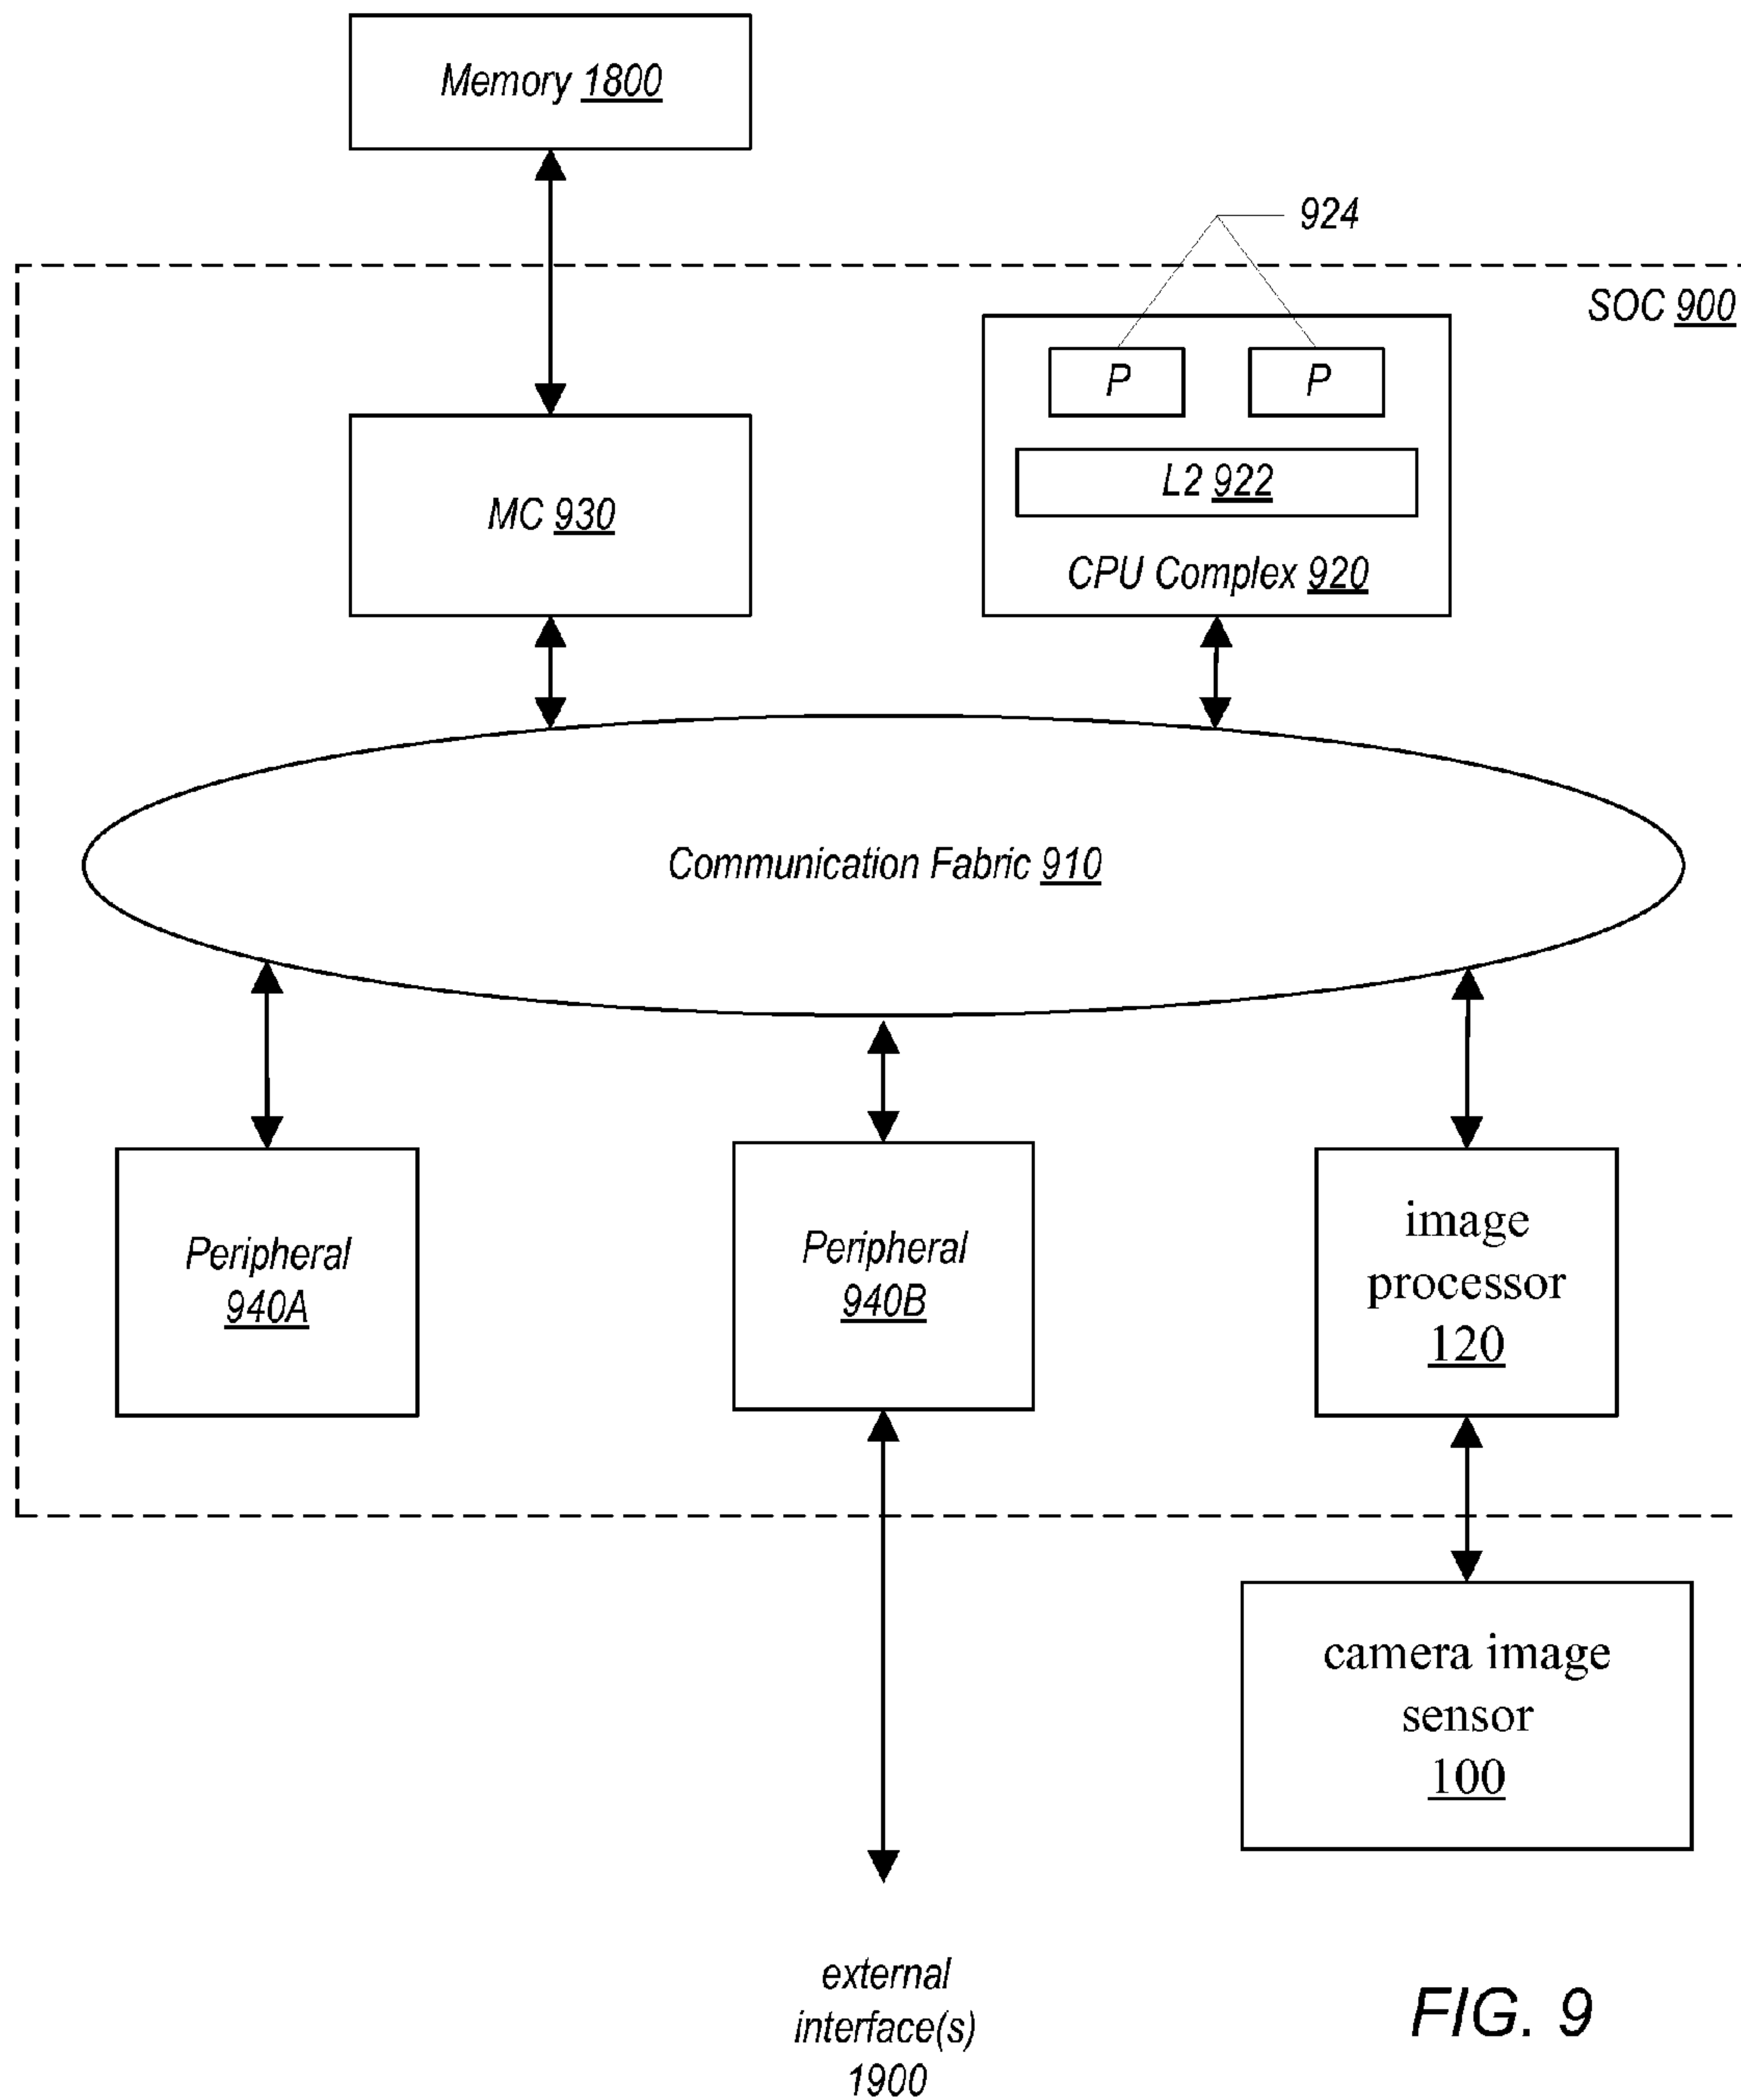 Memory 1800
924
SOC 900
P
P
L2 922
MC 930
CPU Complex 920
Communication Fabric 910
Peripheral
940A
Peripheral
940B
image
processor
120
camera image
sensor
100
external
interface(s)
1900
FIG. 9